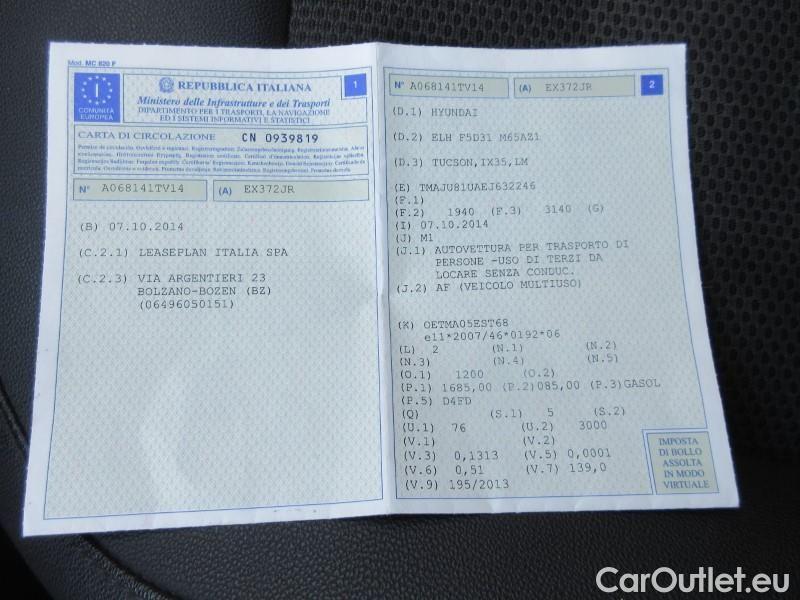 Mod. MC 820 F
I
COMUNITÀ
EUROPEA
REPUBBLICA ITALIANA
1
Ministero delle Infrastrutture e dei Trasporti
DIPARTIMENTO PER I TRASPORTI, LA NAVIGAZIONE
ED I SISTEMI INFORMATIVI E STATISTICI
CARTA DI CIRCOLAZIONE CN 0939819
N° A068141TV14 (A) EX372JR
(B) 07.10.2014
(C.2.1) LEASEPLAN ITALIA SPA
(C.2.3) VIA ARGENTIERI 23
BOLZANO-BOZEN (BZ)
(06496050151)
N° A068141TV14 (A) EX372JR 2
(D.1) HYUNDAI
(D.2) ELH F5D31 M65AZ1
(D.3) TUCSON,IX35,LM
(E) TMAJU81UAEJ632246
(F.1)
(F.2) 1940 (F.3) 3140 (G)
(I) 07.10.2014
(J) M1
(J.1) AUTOVETTURA PER TRASPORTO DI
PERSONE -USO DI TERZI DA
LOCARE SENZA CONDUC.
(J.2) AF (VEICOLO MULTIUSO)
(K) OETMA05EST68
e11*2007/46*0192*06
(L) 2 (N.1) (N.2)
(N.3) (N.4) (N.5)
(O.1) 1200 (O.2)
(P.1) 1685,00 (P.2)085,00 (P.3)GASOL
(P.5) D4FD
(Q) (S.1) 5 (S.2)
(U.1) 76 (U.2) 3000
(V.1) (V.2)
(V.3) 0,1313 (V.5) 0,0001
(V.6) 0,51 (V.7) 139,0
(V.9) 195/2013
IMPOSTA
DI BOLLO
ASSOLTA
IN MODO
VIRTUALE
CarOutlet.eu